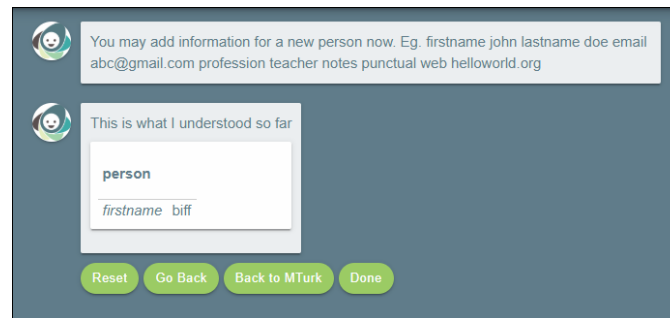 You may add information for a new person now. Eg. firstname john lastname doe email
abc@gmail.com profession teacher notes punctual web helloworld.org
This is what I understood so far
person
firstname biff
Reset Go Back Back to MTurk Done